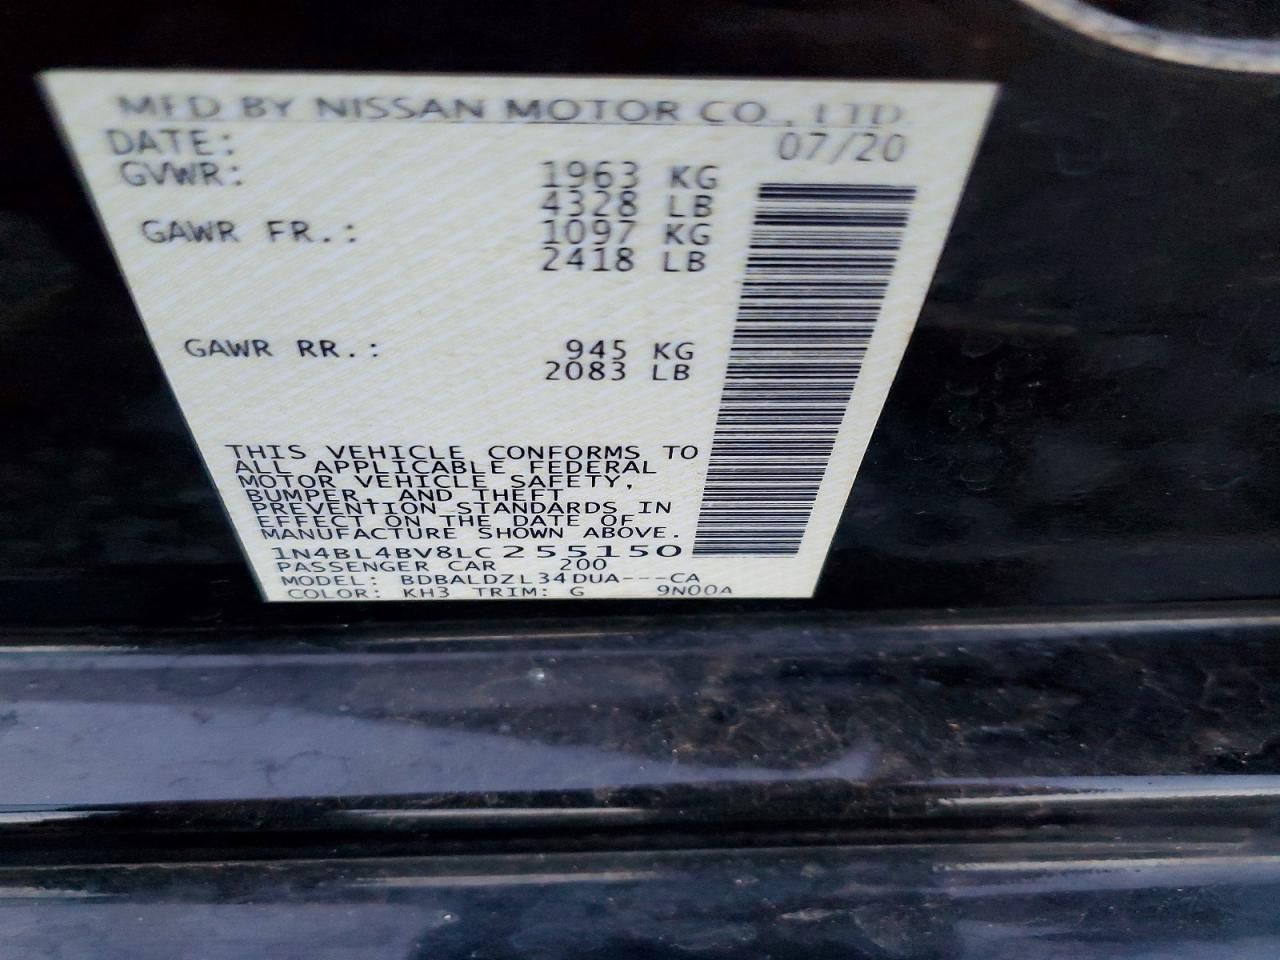 MFD BY NISSAN MOTOR CO., LTD.
DATE: 07/20
GVWR: 1963 KG
4328 LB
GAWR FR.: 1097 KG
2418 LB
GAWR RR.: 945 KG
2083 LB
THIS VEHICLE CONFORMS TO
ALL APPLICABLE FEDERAL
MOTOR VEHICLE SAFETY,
BUMPER, AND THEFT
PREVENTION STANDARDS IN
EFFECT ON THE DATE OF
MANUFACTURE SHOWN ABOVE.
1N4BL4BV8LC255150
PASSENGER CAR 200
MODEL: BDBALDZL34DUA---CA
COLOR: KH3 TRIM: G 9N00A